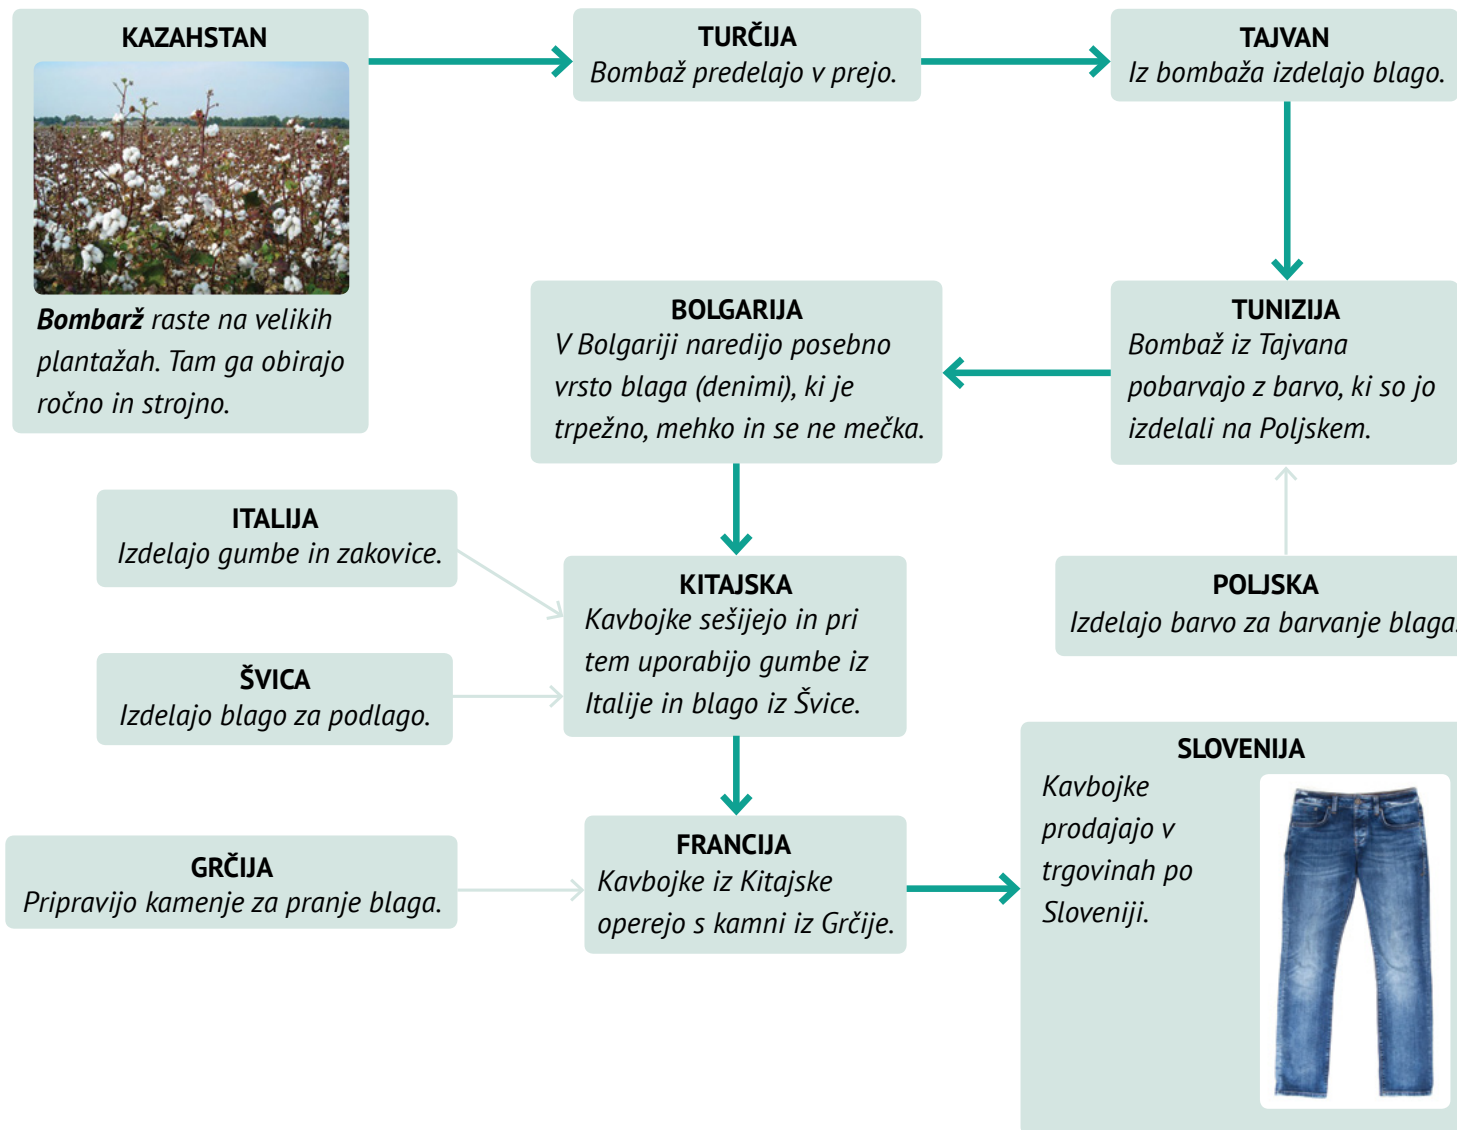 KAZAHSTAN
Bombarž raste na velikih
plantažah. Tam ga obirajo
ročno in strojno.
TURČIJA
Bombaž predelajo v prejo.
TAJVAN
Iz bombaža izdelajo blago.
TUNIZIJA
Bombaž iz Tajvana
pobarvajo z barvo, ki so jo
izdelali na Poljskem.
POLJSKA
Izdelajo barvo za barvanje blaga.
BOLGARIJA
V Bolgariji naredijo posebno
vrsto blaga (denimi), ki je
trpežno, mehko in se ne mečka.
ITALIJA
Izdelajo gumbe in zakovice.
ŠVICA
Izdelajo blago za podlago.
KITAJSKA
Kavbojke sešijejo in pri
tem uporabijo gumbe iz
Italije in blago iz Švice.
GRČIJA
Pripravijo kamenje za pranje blaga.
FRANCIJA
Kavbojke iz Kitajske
operejo s kamni iz Grčije.
SLOVENIJA
Kavbojke
prodajajo v
trgovinah po
Sloveniji.